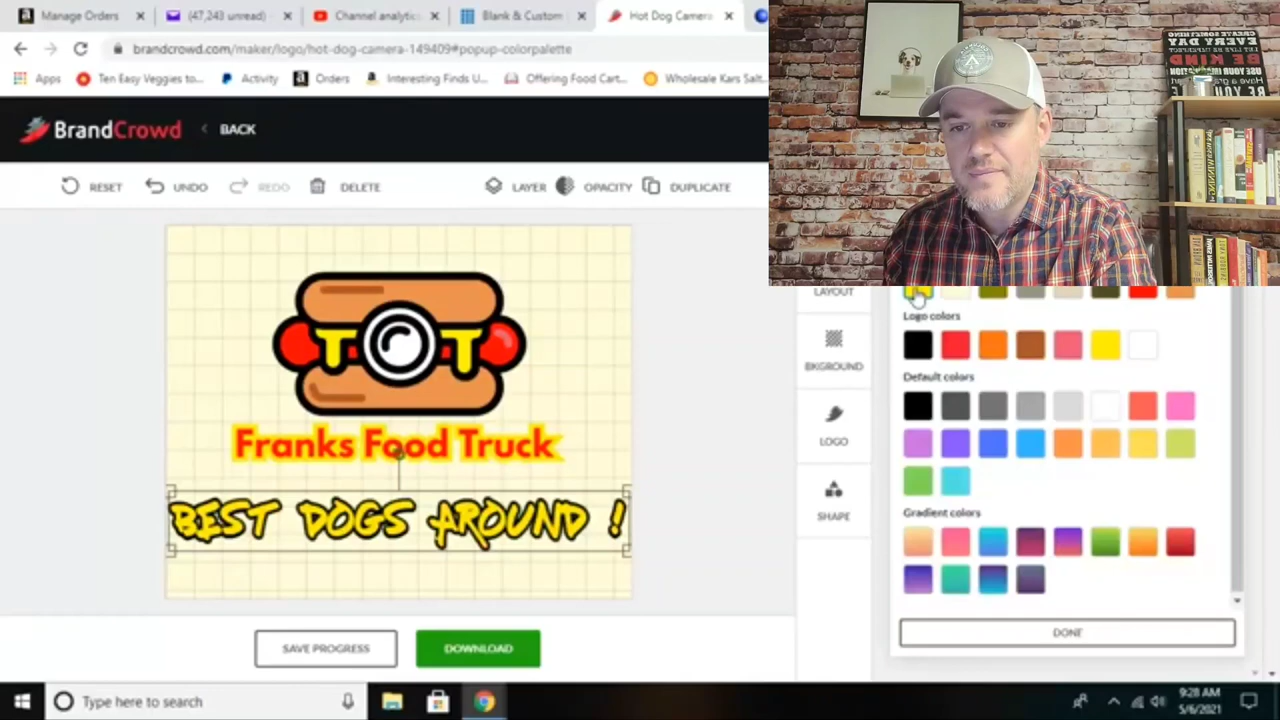 Manage Orders
(47,243 unread)
Channel analytic
Blank & Custom
Hot Dog Camera
brandcrowd.com/maker/logo/hot-dog-camera-149409#popup-colorpalette
Apps
Ten Easy Veggies to...
Activity
Orders
Interesting Finds U...
Offering Food Cart...
Wholesale Kars Salt...
BrandCrowd
BACK
RESET
UNDO
REDO
DELETE
LAYER
OPACITY
DUPLICATE
EVERY DAY
BE KIND
Franks Food Truck
BEST DOGS AROUND !
LAYOUT
BKGROUND
LOGO
SHAPE
Logo colors
Default colors
Gradient colors
DONE
SAVE PROGRESS
DOWNLOAD
Type here to search
9:28 AM
5/6/2021